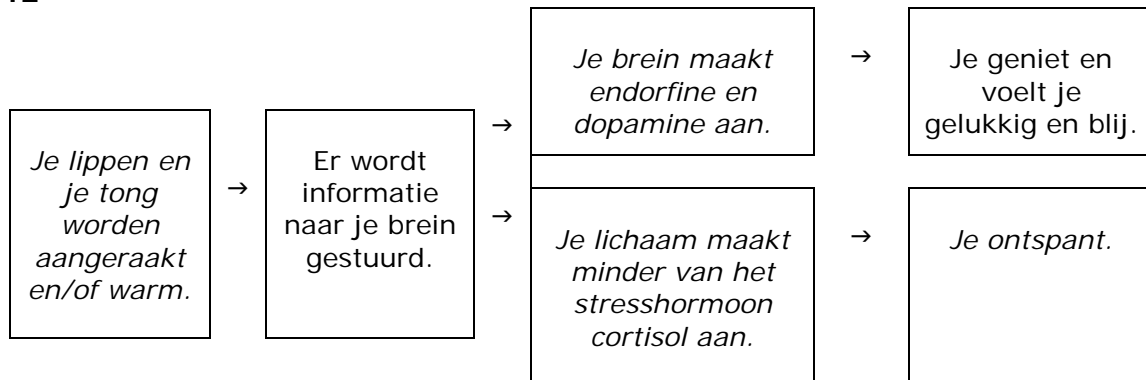 Je lippen en
je tong
worden
aangeraakt
en/of warm.
→
Er wordt
informatie
naar je brein
gestuurd.
→
Je brein maakt
endorfine en
dopamine aan.
→
Je geniet en
voelt je
gelukkig en blij.
→
Je lichaam maakt
minder van het
stresshormoon
cortisol aan.
→
Je ontspant.